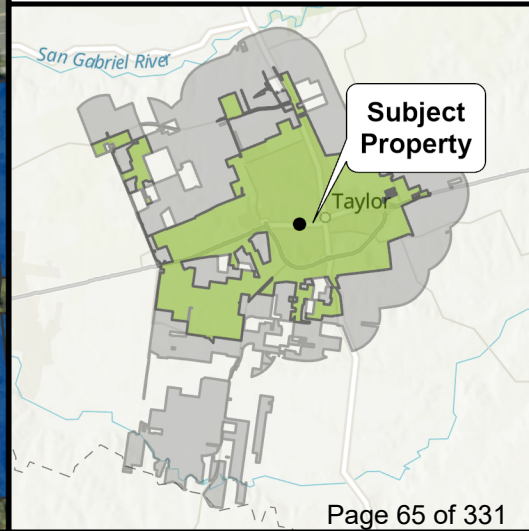 San Gabriel River
Subject
Property
Taylor
Page 65 of 331